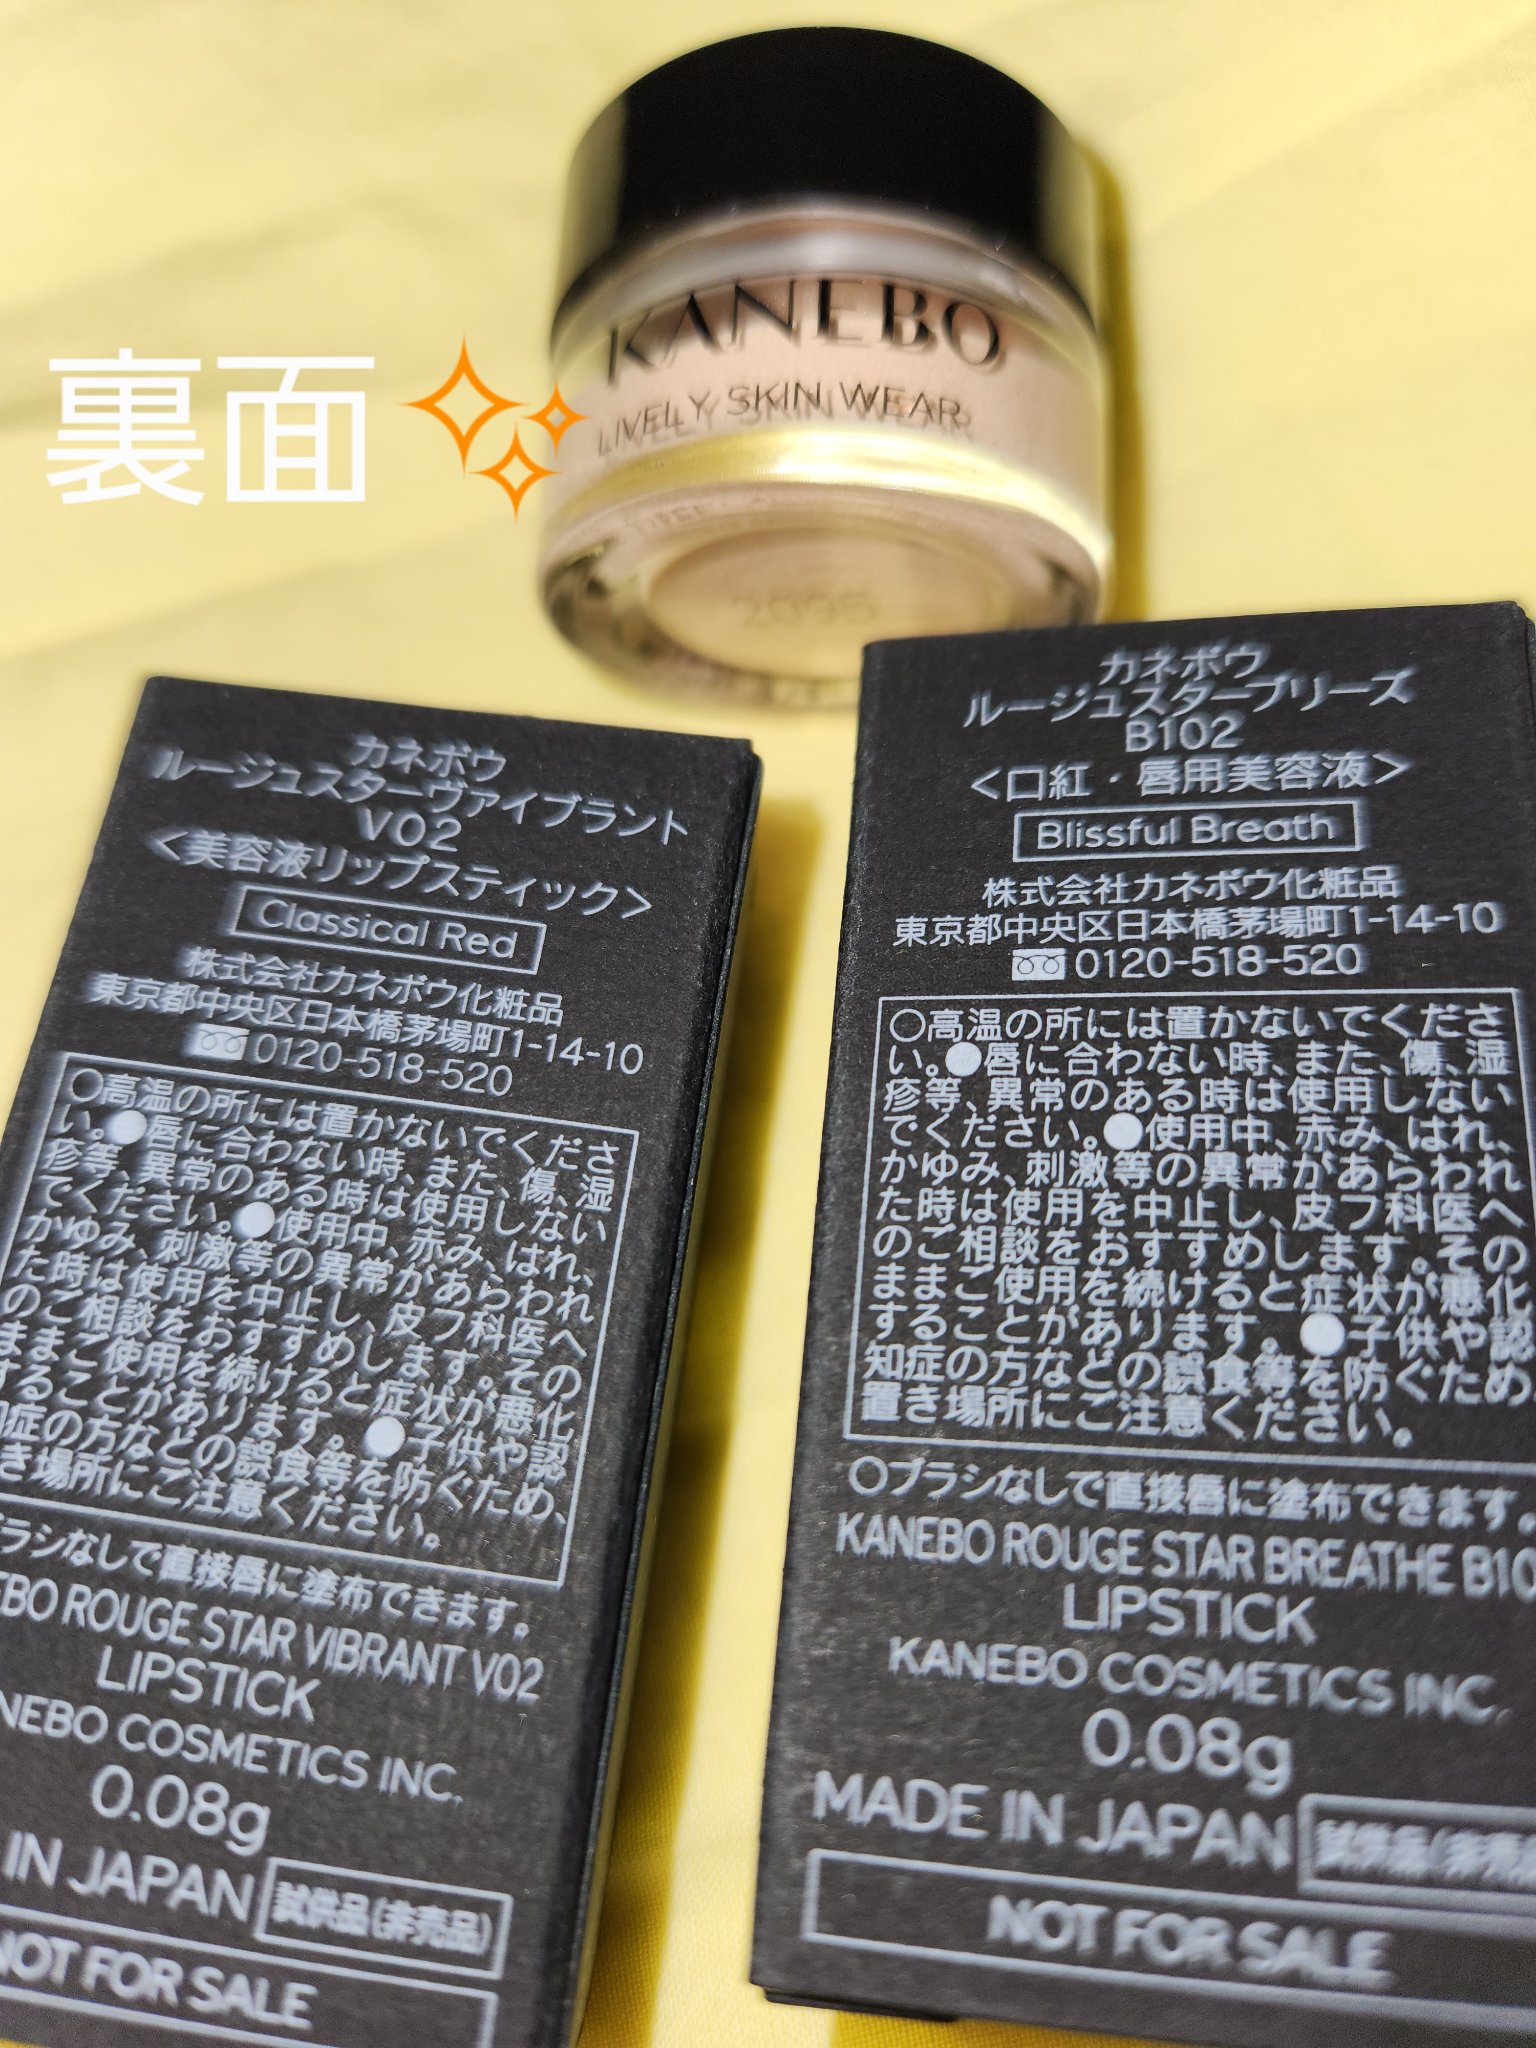 KANEBO
LIVELY SKIN WEAR
2095
裏面
カネボウ
ルージュスターヴァイブラント
V02
<美容液リップスティック>
Classical Red
株式会社カネボウ化粧品
東京都中央区日本橋茅場町1-14-10
0120-518-520
○高温の所には置かないでくださ
い。●唇に合わない時、また、傷、湿
疹等、異常のある時は使用しない
でください。●使用中、赤み、はれ、
かゆみ、刺激等の異常があらわれ
た時は使用を中止し、皮フ科医へ
のご相談をおすすめします。その
ままご使用を続けると症状が悪化
することがあります。●子供や認
知症の方などの誤食等を防ぐため、
き場所にご注意ください。
ブラシなしで直接唇に塗布できます。
EBO ROUGE STAR VIBRANT V02
LIPSTICK
NEBO COSMETICS INC.
0.08g
IN JAPAN
試供品(非売品)
NOT FOR SALE
カネボウ
ルージュスターブリーズ
B102
<口紅・唇用美容液>
Blissful Breath
株式会社カネボウ化粧品
東京都中央区日本橋茅場町1-14-10
0120-518-520
○高温の所には置かないでくださ
い。●唇に合わない時、また、傷、湿
疹等、異常のある時は使用しない
でください。●使用中、赤み、はれ、
かゆみ、刺激等の異常があらわれ
た時は使用を中止し、皮フ科医へ
のご相談をおすすめします。その
ままご使用を続けると症状が悪化
することがあります。●子供や認
知症の方などの誤食等を防ぐため
置き場所にご注意ください。
○ブラシなしで直接唇に塗布できます。
KANEBO ROUGE STAR BREATHE B10
LIPSTICK
KANEBO COSMETICS INC.
0.08g
MADE IN JAPAN
試供品(非売
NOT FOR SALE